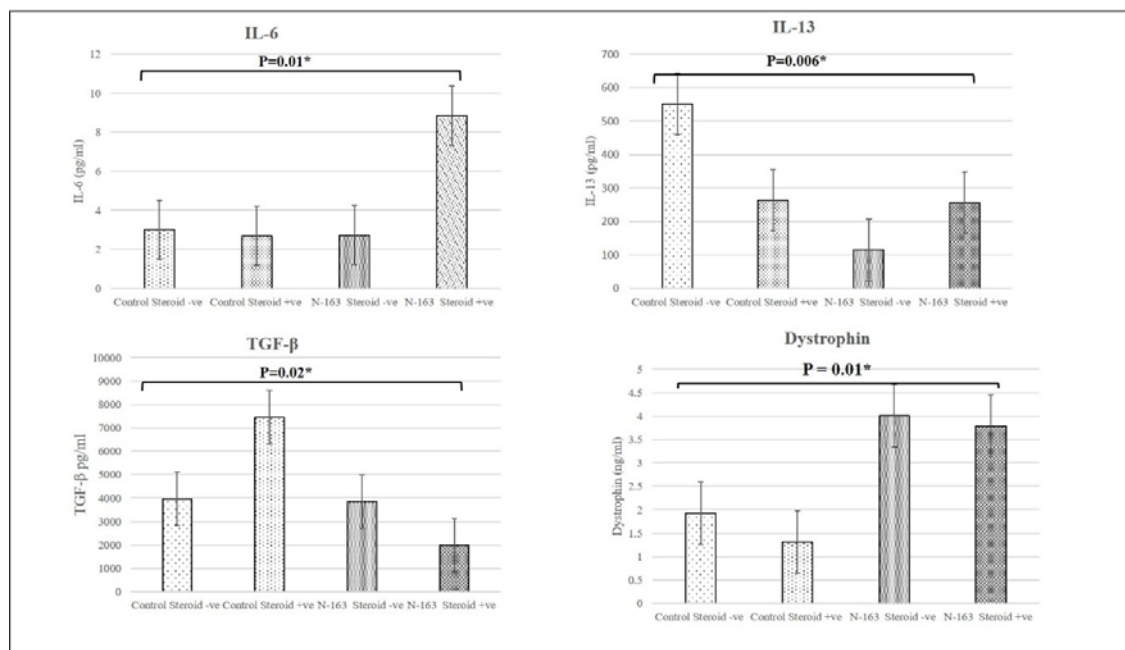 IL-6
12
10
8
6
4
2
0
IL-6 (pg/ml)
P=0.01*
Control Steroid -ve Control Steroid +ve N-163 Steroid -ve N-163 Steroid +ve
IL-13
700
600
500
400
300
200
100
0
IL-13 (pg/ml)
P=0.006*
Control Steroid -ve Control Steroid +ve N-163 Steroid -ve N-163 Steroid +ve
TGF-β
10000
9000
8000
7000
6000
5000
4000
3000
2000
1000
0
TGF-β pg/ml
P=0.02*
Control Steroid -ve Control Steroid +ve N-163 Steroid -ve N-163 Steroid +ve
Dystrophin
5
4.5
4
3.5
3
2.5
2
1.5
1
0.5
0
Dystrophin (ng/ml)
P = 0.01*
Control Steroid -ve Control Steroid +ve N-163 Steroid -ve N-163 Steroid +ve